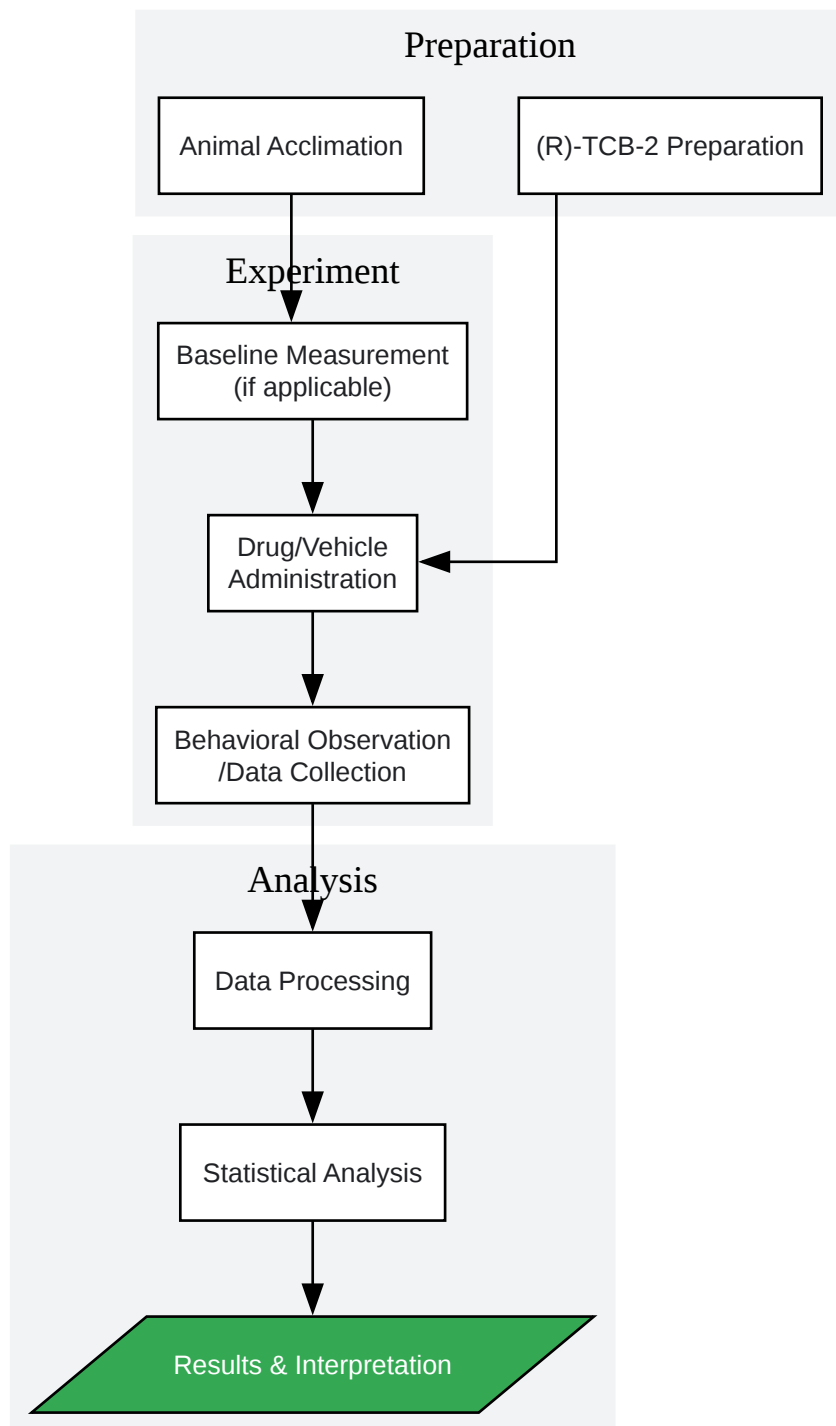 Preparation
Animal Acclimation
(R)-TCB-2 Preparation
Experiment
Baseline Measurement
(if applicable)
Drug/Vehicle
Administration
Behavioral Observation
/Data Collection
Analysis
Data Processing
Statistical Analysis
Results & Interpretation